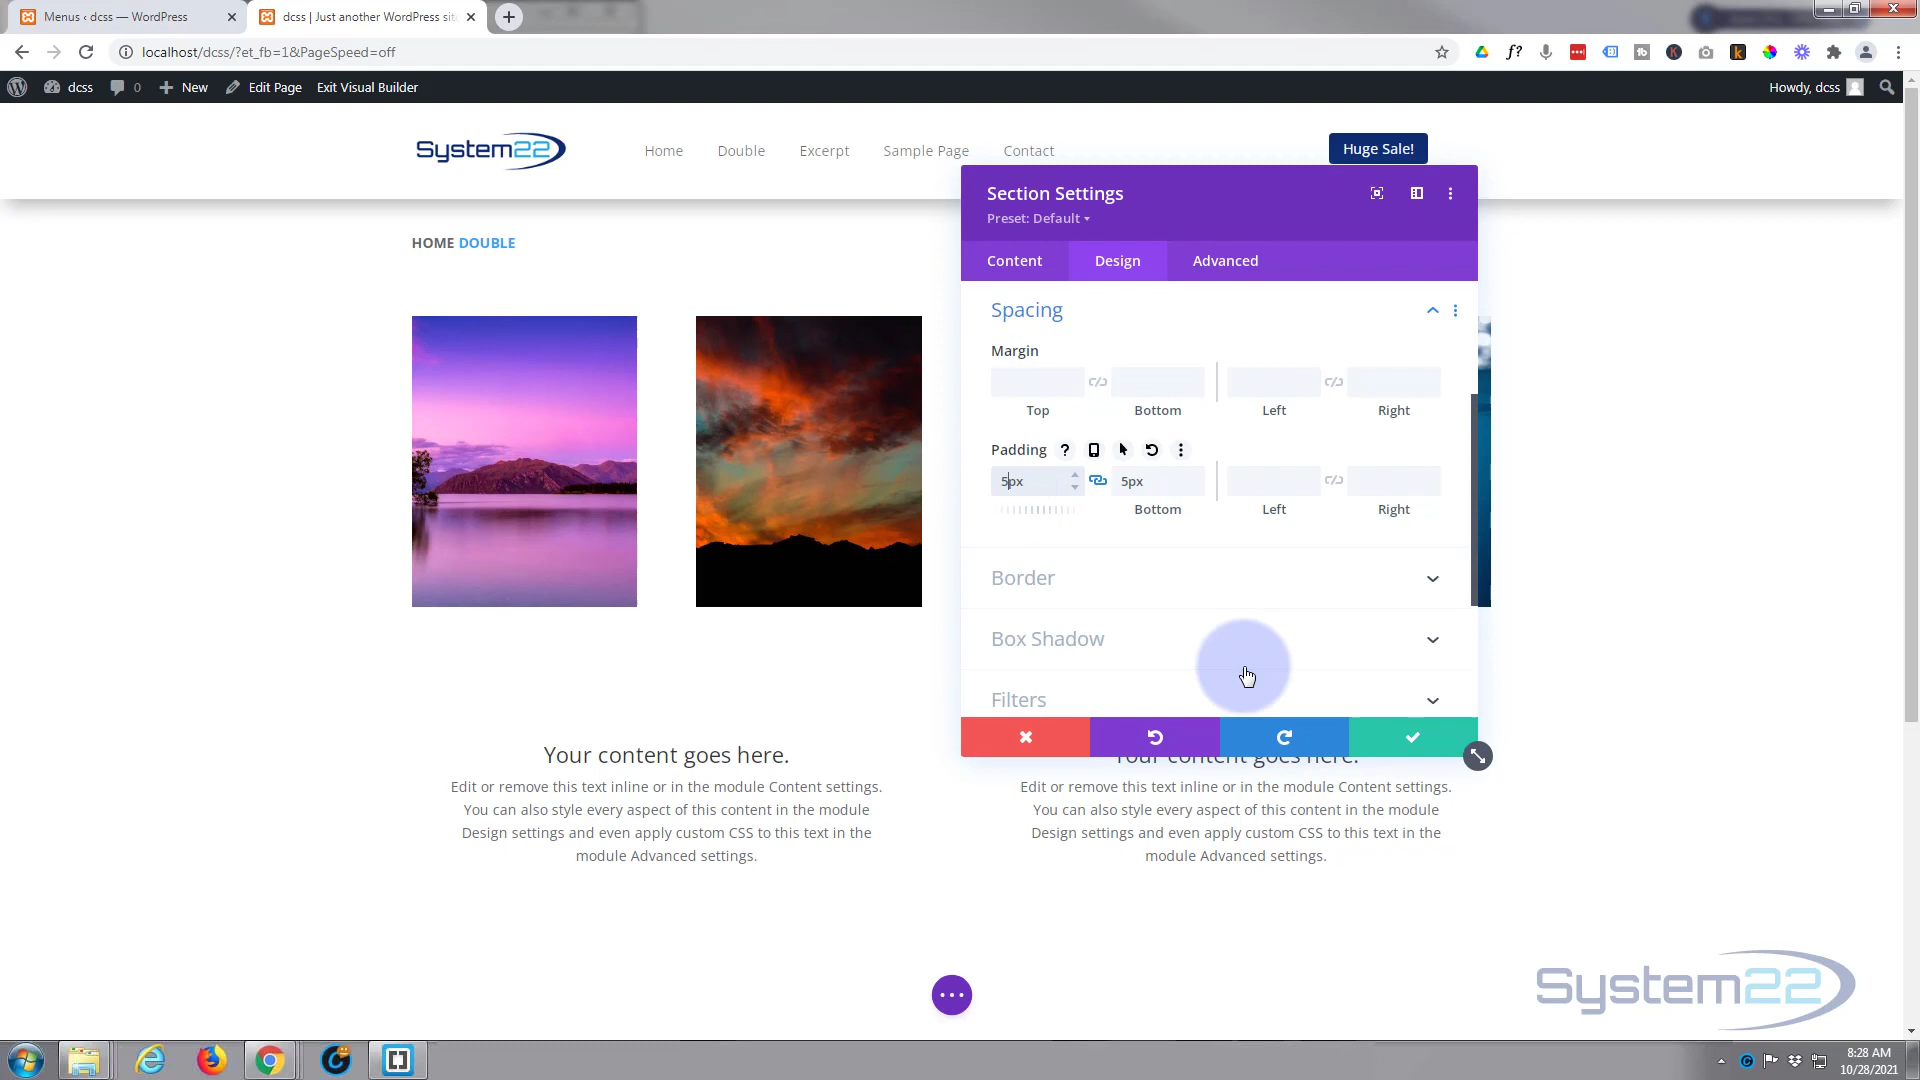 Menus ‹ dcss — WordPress
dcss | Just another WordPress sit
localhost/dcss/?et_fb=1&PageSpeed=off
dcss
0
New
Edit Page
Exit Visual Builder
Howdy, dcss
System22
Home
Double
Excerpt
Sample Page
Contact
Huge Sale!
Section Settings
Preset: Default
HOME DOUBLE
Content
Design
Advanced
Spacing
Margin
Top
Bottom
Left
Right
Padding
5px
5px
Bottom
Left
Right
Border
Box Shadow
Filters
Your content goes here.
Edit or remove this text inline or in the module Content settings.
You can also style every aspect of this content in the module
Design settings and even apply custom CSS to this text in the
module Advanced settings.
Your content goes here.
Edit or remove this text inline or in the module Content settings.
You can also style every aspect of this content in the module
Design settings and even apply custom CSS to this text in the
module Advanced settings.
System22
8:28 AM
10/28/2021